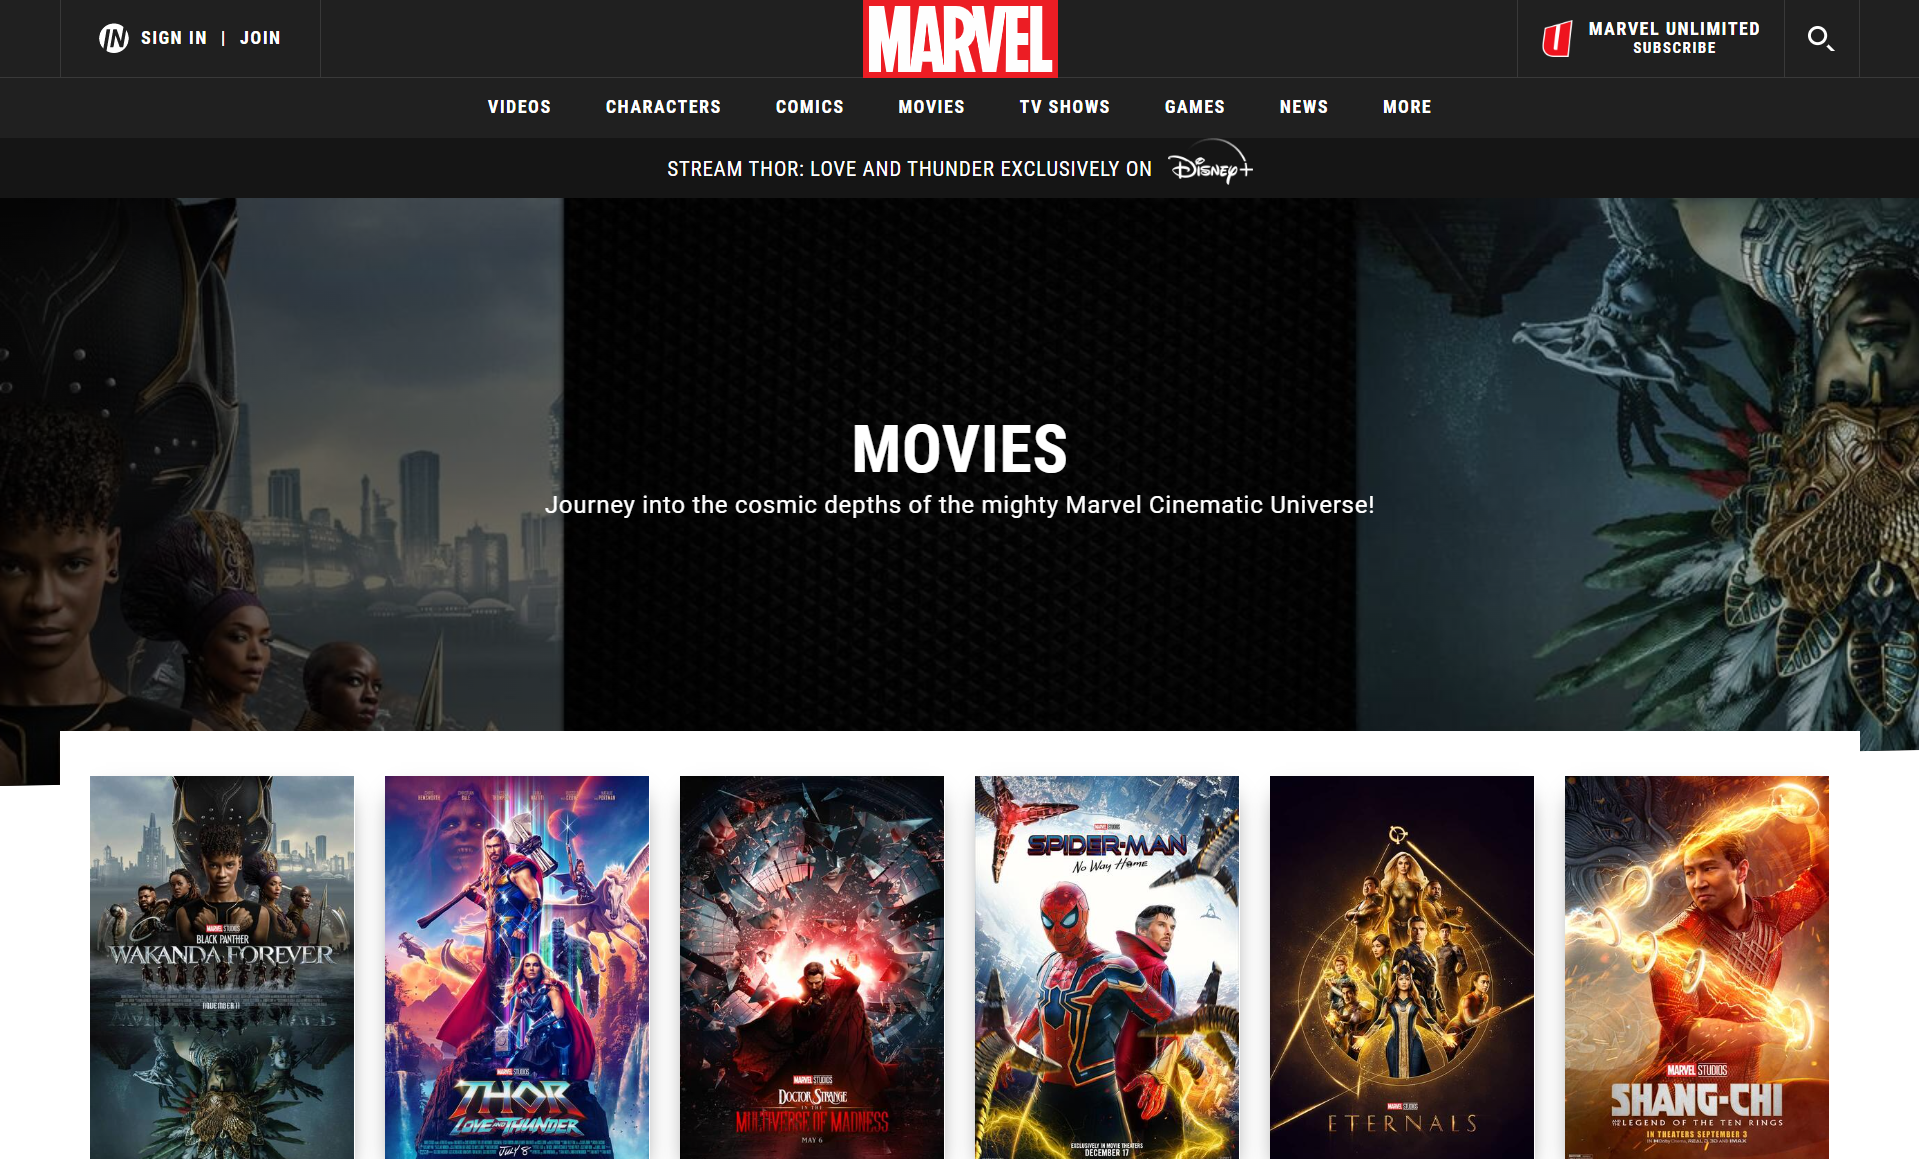 IN SIGN IN | JOIN
MARVEL
MARVEL UNLIMITED
SUBSCRIBE
VIDEOS CHARACTERS COMICS MOVIES TV SHOWS GAMES NEWS MORE
STREAM THOR: LOVE AND THUNDER EXCLUSIVELY ON Disney+
MOVIES
Journey into the cosmic depths of the mighty Marvel Cinematic Universe!
MARVEL STUDIOS
BLACK PANTHER
WAKANDA FOREVER
NOVEMBER 11
MARVEL STUDIOS
THOR
LOVE AND THUNDER
JULY 8
MARVEL STUDIOS
DOCTOR STRANGE
IN THE
MULTIVERSE OF MADNESS
MAY 6
MARVEL STUDIOS
SPIDER-MAN
No Way Home
EXCLUSIVELY IN MOVIE THEATERS
DECEMBER 17
MARVEL STUDIOS
ETERNALS
MARVEL STUDIOS
SHANG-CHI
AND THE LEGEND OF THE TEN RINGS
IN THEATERS SEPTEMBER 3